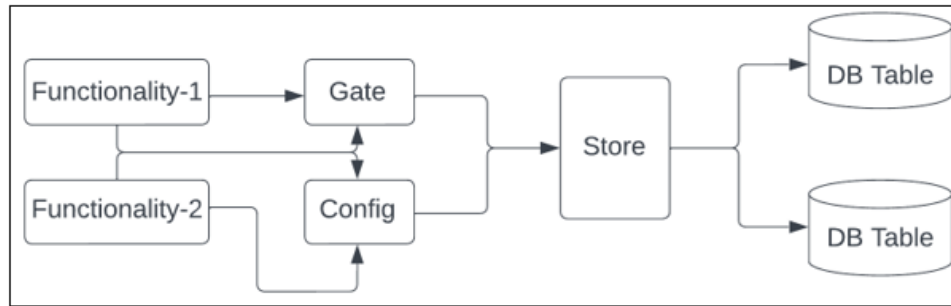 Functionality-1
Gate
DB Table
Store
Functionality-2
Config
DB Table